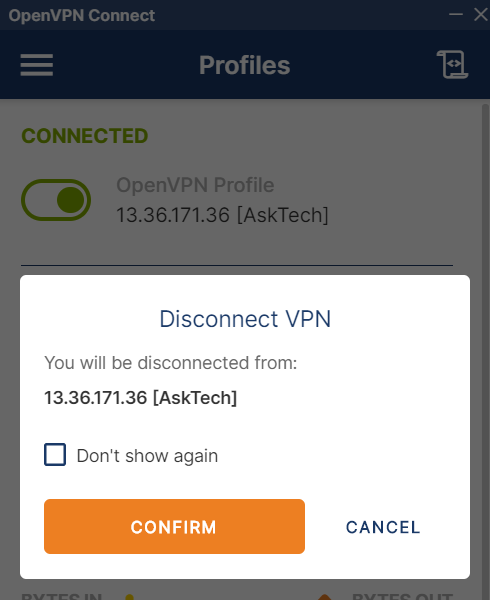 OpenVPN Connect
Profiles
CONNECTED
OpenVPN Profile
13.36.171.36 [AskTech]
Disconnect VPN
You will be disconnected from:
13.36.171.36 [AskTech]
Don't show again
CONFIRM
CANCEL
BYTES IN
BYTES OUT